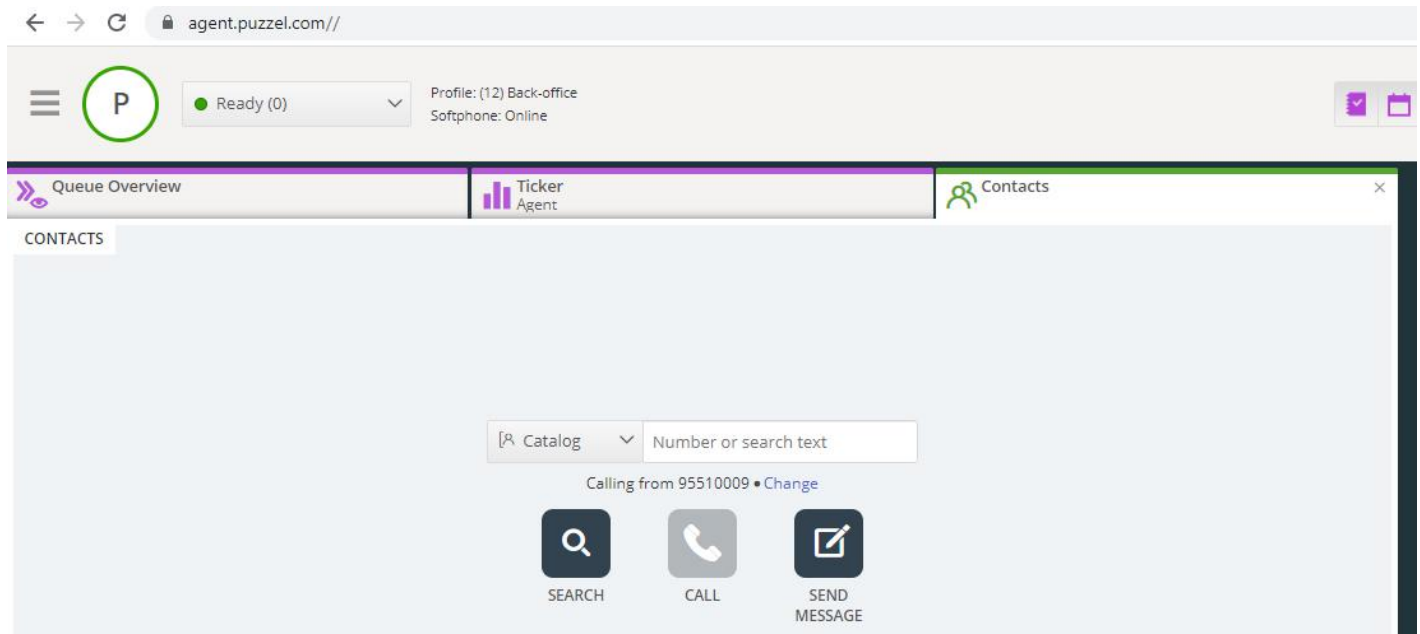 agent.puzzel.com//
P
Ready (0)
Profile: (12) Back-office
Softphone: Online
Queue Overview
Ticker
Agent
Contacts
CONTACTS
Catalog
Number or search text
Calling from 95510009 • Change
SEARCH
CALL
SEND
MESSAGE